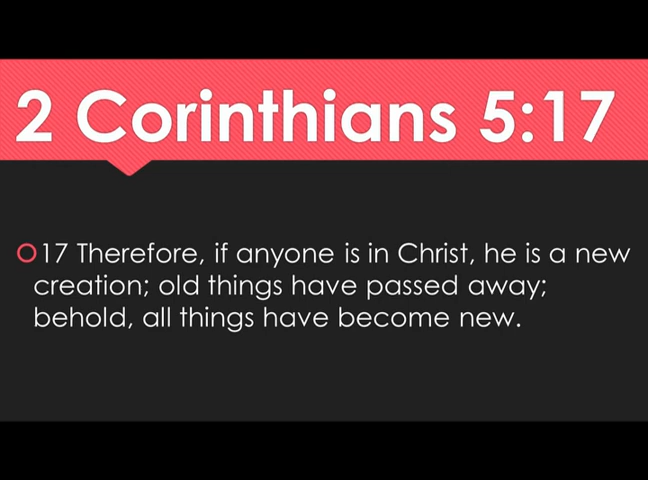 2 Corinthians 5:17
17 Therefore, if anyone is in Christ, he is a new
creation; old things have passed away;
behold, all things have become new.